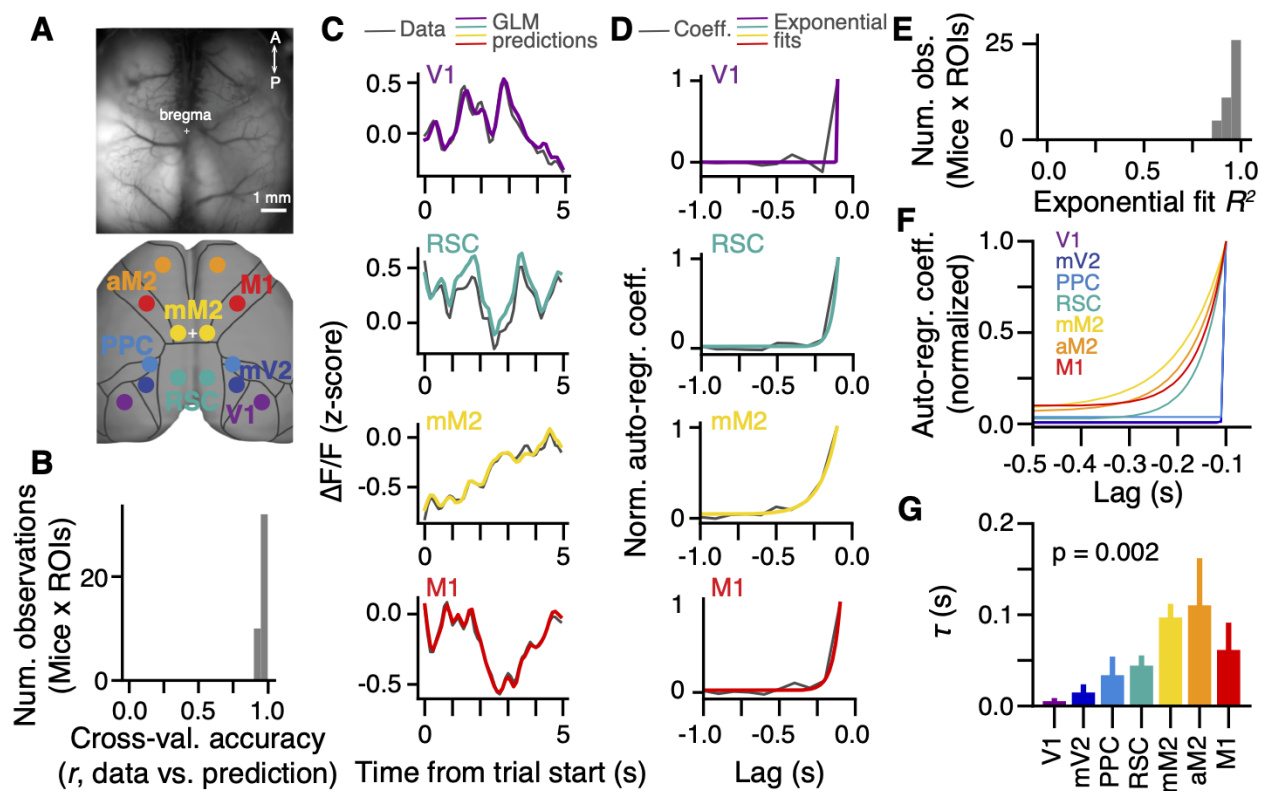 A
A
P
bregma
+
1 mm
aM2
M1
mM2
+
PPC
mV2
RSC
V1
B
Num. observations
(Mice x ROIs)
20
0
0.0
0.5
1.0
Cross-val. accuracy
(r, data vs. prediction)
C
Data
GLM
predictions
ΔF/F (z-score)
V1
0.5
0.0
0
5
RSC
0.5
0.0
0
5
mM2
0.0
-0.5
0
5
M1
0.0
-0.5
0
5
Time from trial start (s)
D
Coeff.
Exponential
fits
Norm. auto-regr. coeff.
V1
1
0
-1.0
-0.5
0.0
RSC
1
0
-1.0
-0.5
0.0
mM2
1
0
-1.0
-0.5
0.0
M1
1
0
-1.0
-0.5
0.0
Lag (s)
E
Num. obs.
(Mice x ROIs)
25
0
0.0
0.5
1.0
Exponential fit R²
F
Auto-regr. coeff.
(normalized)
1.0
0.5
0.0
V1
mV2
PPC
RSC
mM2
aM2
M1
-0.5
-0.4
-0.3
-0.2
-0.1
Lag (s)
G
τ (s)
0.2
0.1
0.0
p = 0.002
V1
mV2
PPC
RSC
mM2
aM2
M1